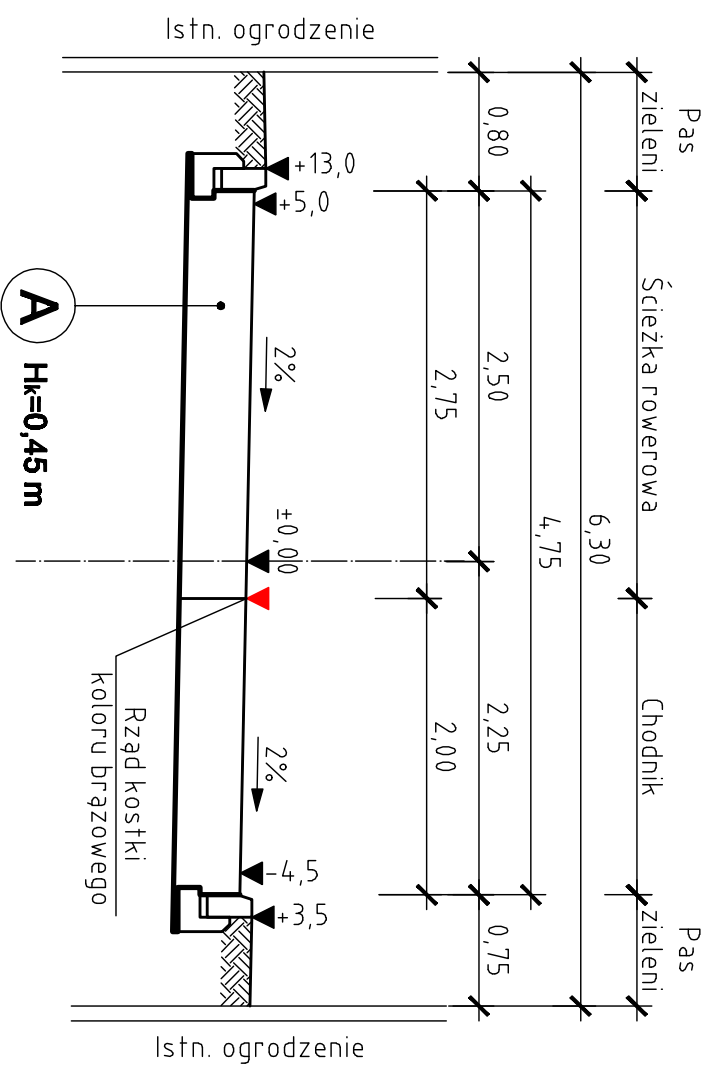 Istn. ogrodzenie
Pas
zieleni
Ścieżka rowerowa
Chodnik
Pas
zieleni
6,30
4,75
0,80
2,50
2,25
0,75
2,75
2,00
+13,0
+5,0
2%
±0,00
2%
-4,5
+3,5
A
Hk=0,45 m
Rząd kostki
koloru brązowego
Istn. ogrodzenie